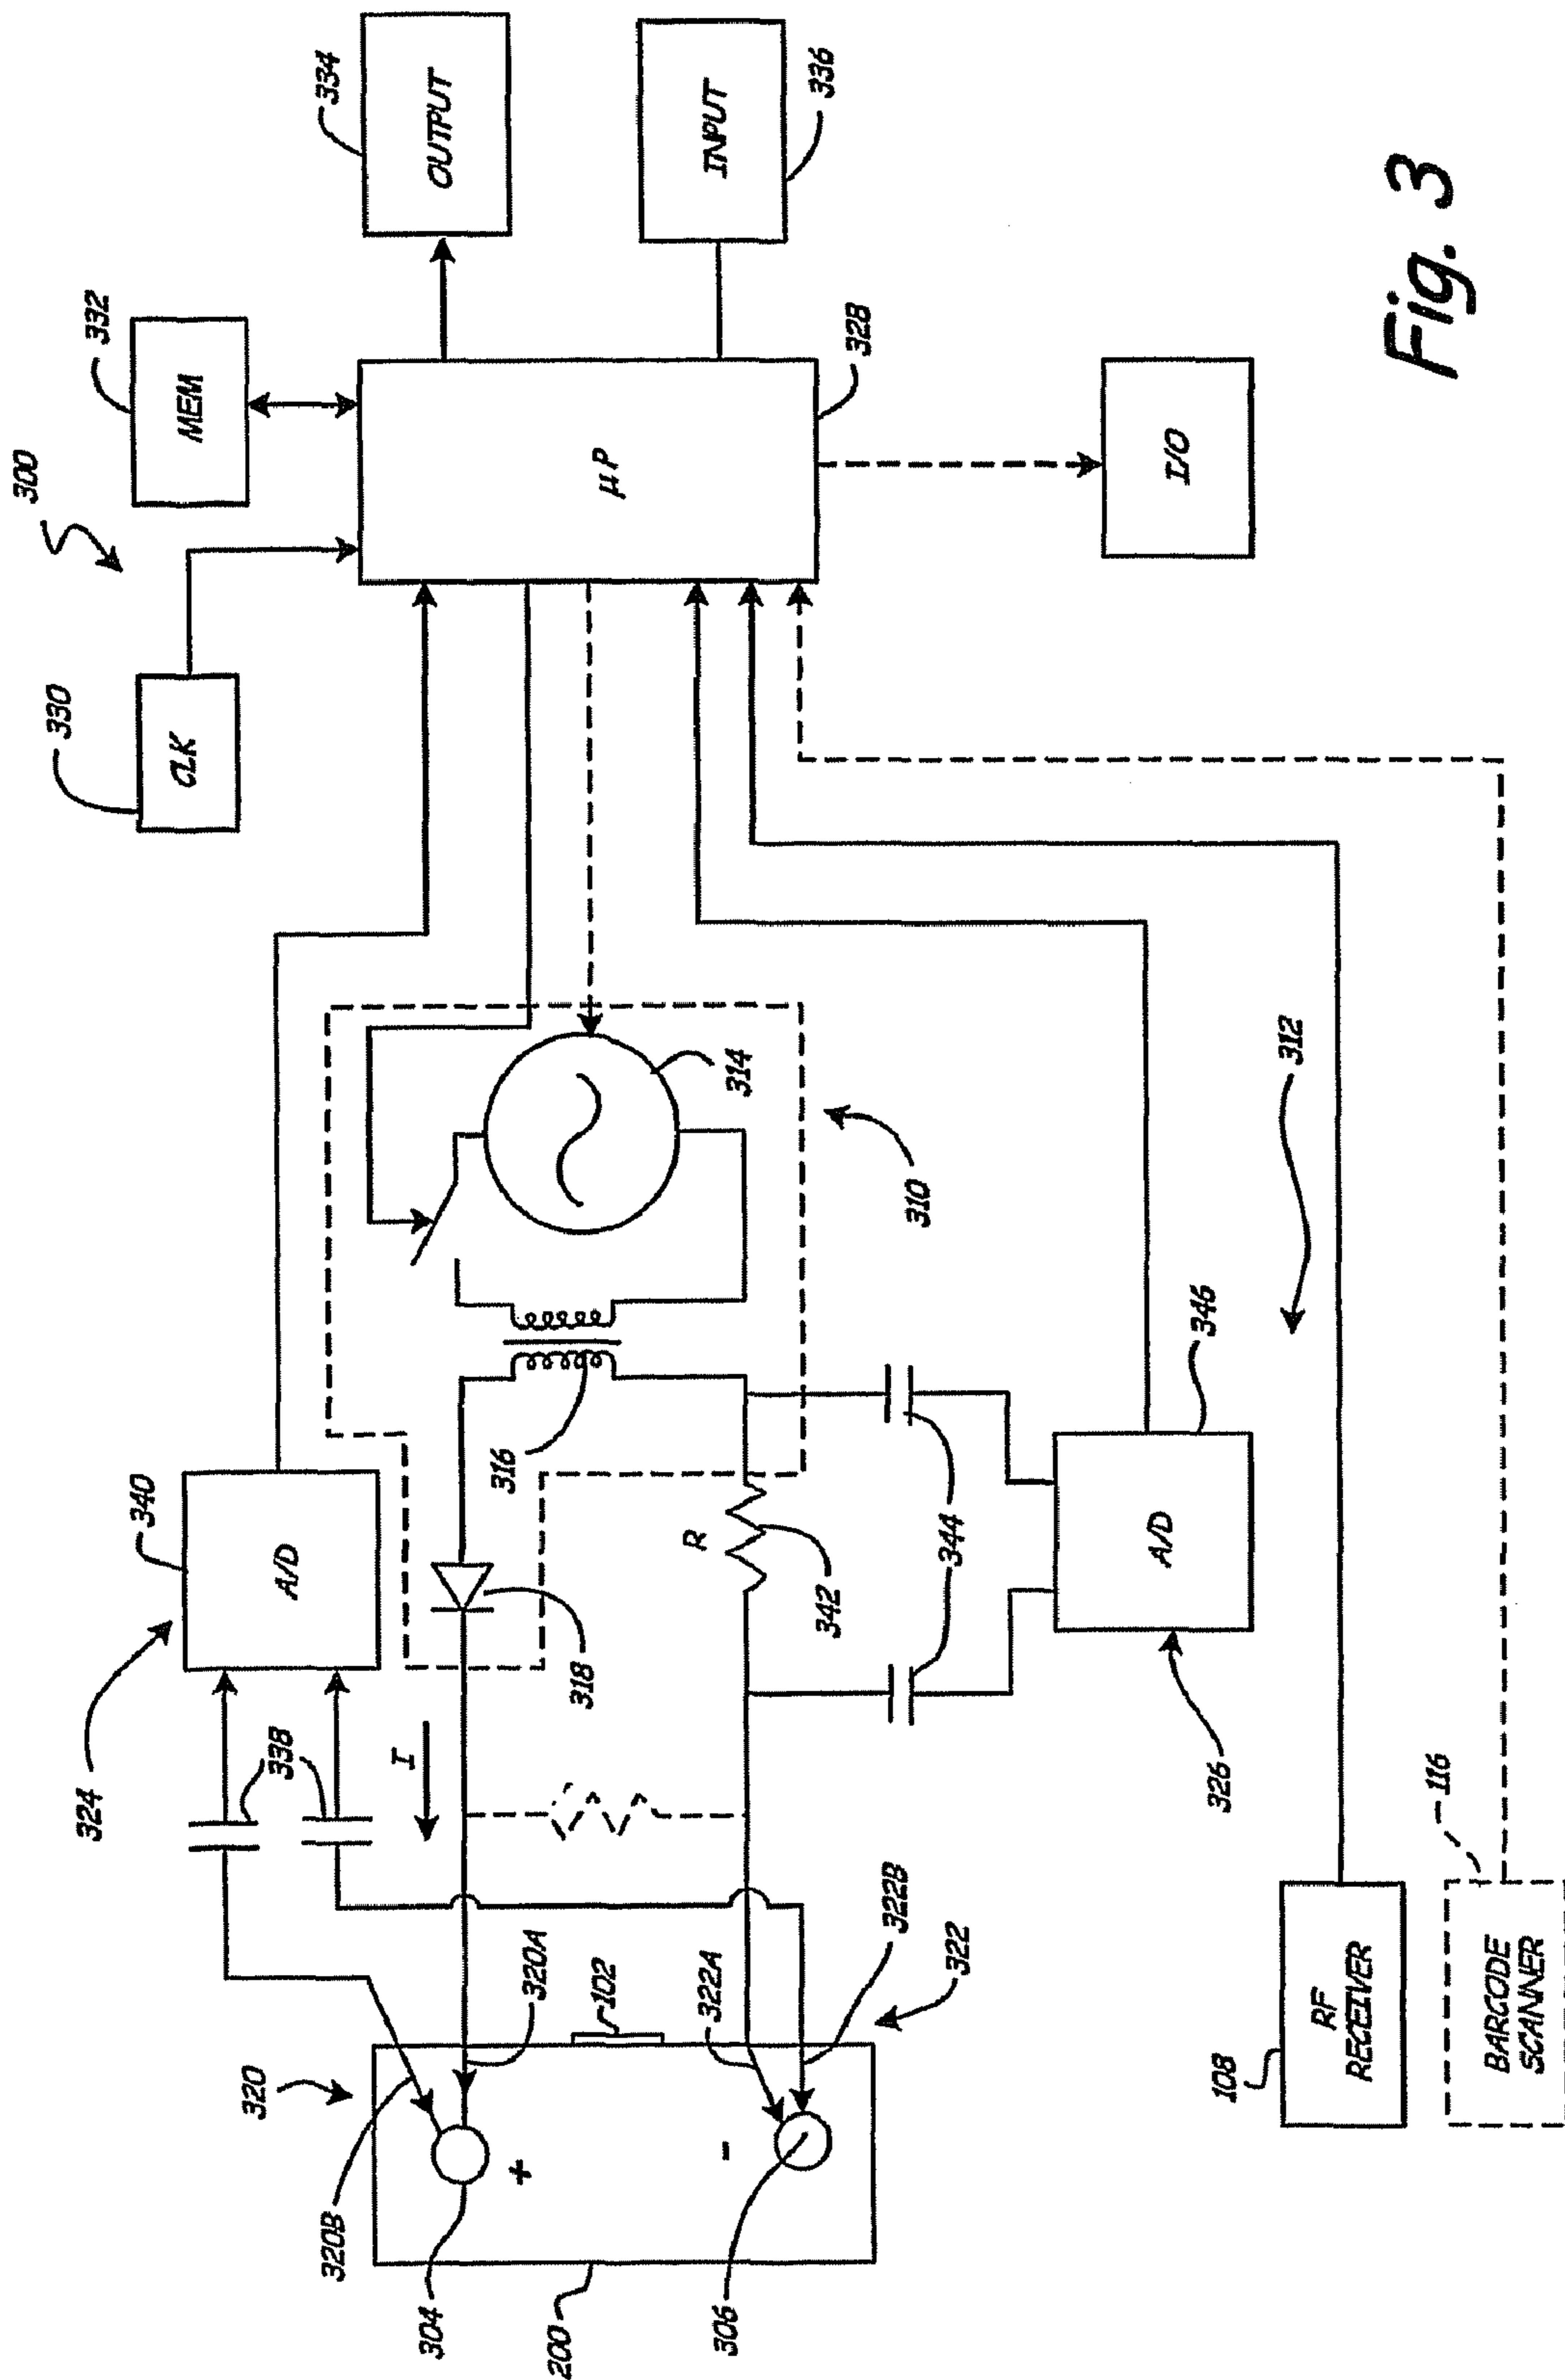 300
330
CLK
332
MEM
334
OUTPUT
324
340
A/D
338
320
320B
I
318
316
314
µP
328
INPUT
336
304
+
320A
102
200
-
306
322A
322B
322
R
342
344
310
326
A/D
346
312
I/O
108
RF
RECEIVER
116
BARCODE
SCANNER
Fig. 3